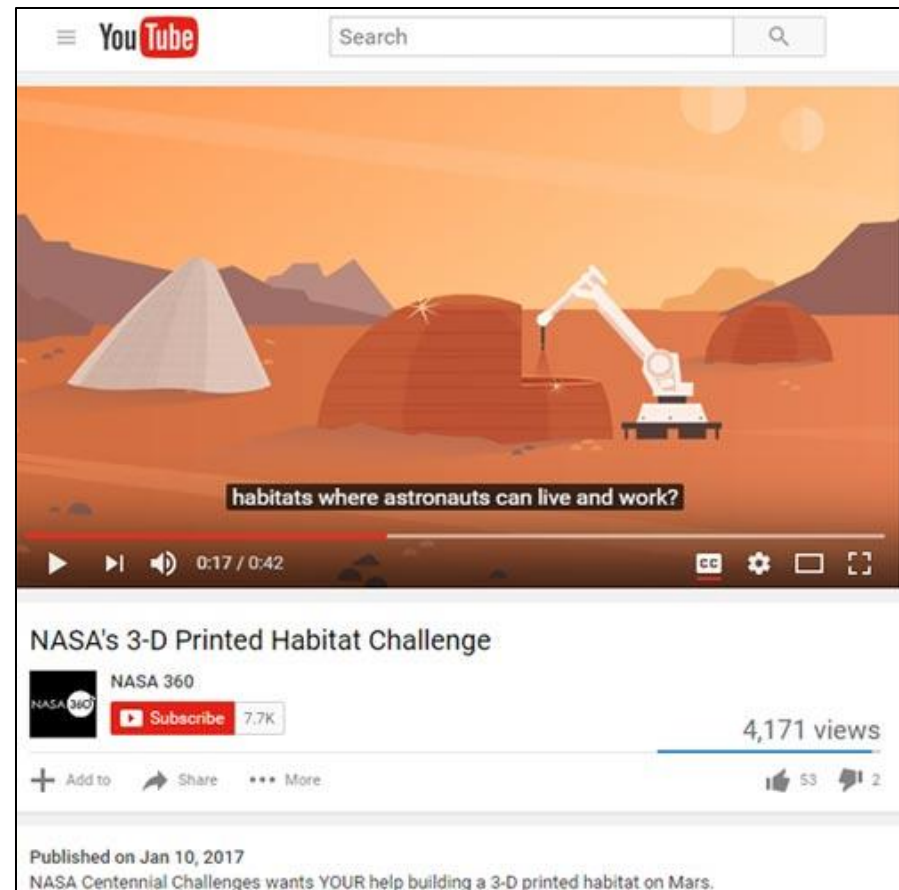 YouTube
Search
habitats where astronauts can live and work?
0:17 / 0:42
CC
NASA's 3-D Printed Habitat Challenge
NASA 360
NASA 360
Subscribe 7.7K
4,171 views
Add to Share More
53 2
Published on Jan 10, 2017
NASA Centennial Challenges wants YOUR help building a 3-D printed habitat on Mars.